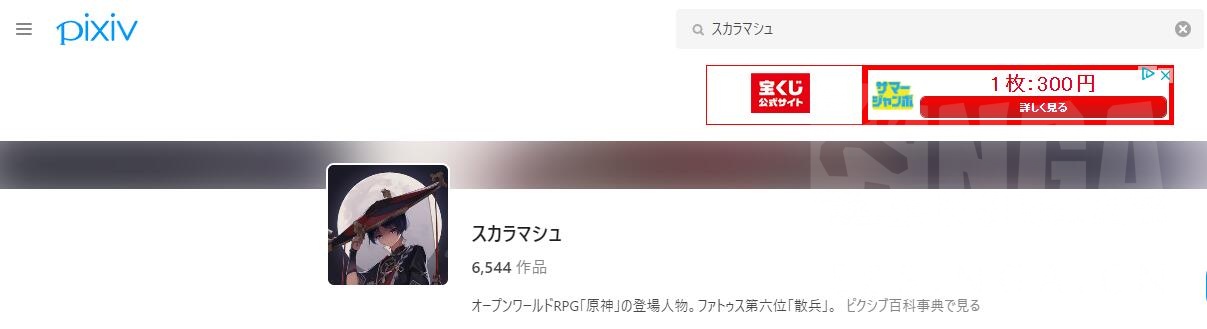 pixiv
スカラマシュ
宝くじ
公式サイト
サマー
ジャンボ
1枚:300円
詳しく見る
NGA
スカラマシュ
6,544 作品
オープンワールドRPG「原神」の登場人物。ファトゥス第六位「散兵」。 ピクシブ百科事典で見る